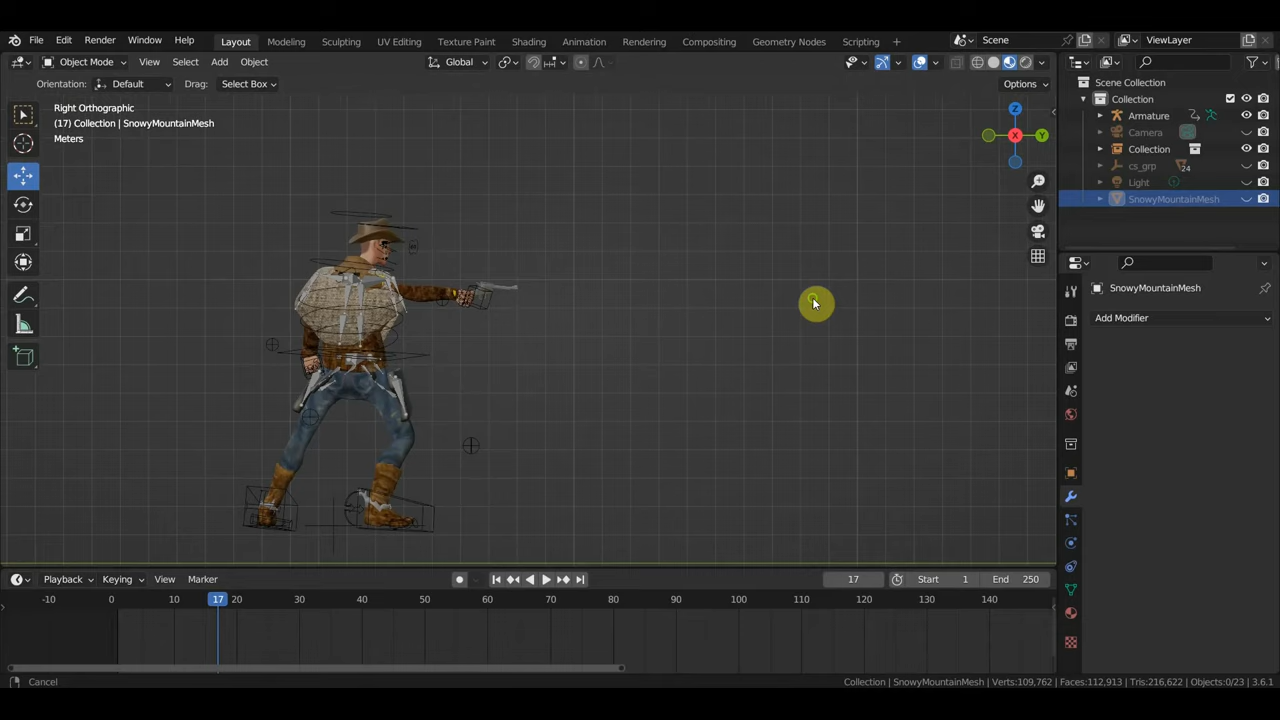 File Edit Render Window Help Layout Modeling Sculpting UV Editing Texture Paint Shading Animation Rendering Compositing Geometry Nodes Scripting + Scene ViewLayer
Object Mode View Select Add Object Global
Orientation: Default Drag: Select Box Options
Right Orthographic
(17) Collection | SnowyMountainMesh
Meters
Z
X
Y
Scene Collection
Collection
Armature
Camera
Collection
cs_grp 24
Light
SnowyMountainMesh
SnowyMountainMesh
Add Modifier
Playback Keying View Marker 17 Start 1 End 250
-10 0 10 17 20 30 40 50 60 70 80 90 100 110 120 130 140
Cancel Collection | SnowyMountainMesh | Verts:109,762 | Faces:112,913 | Tris:216,622 | Objects:0/23 | 3.6.1